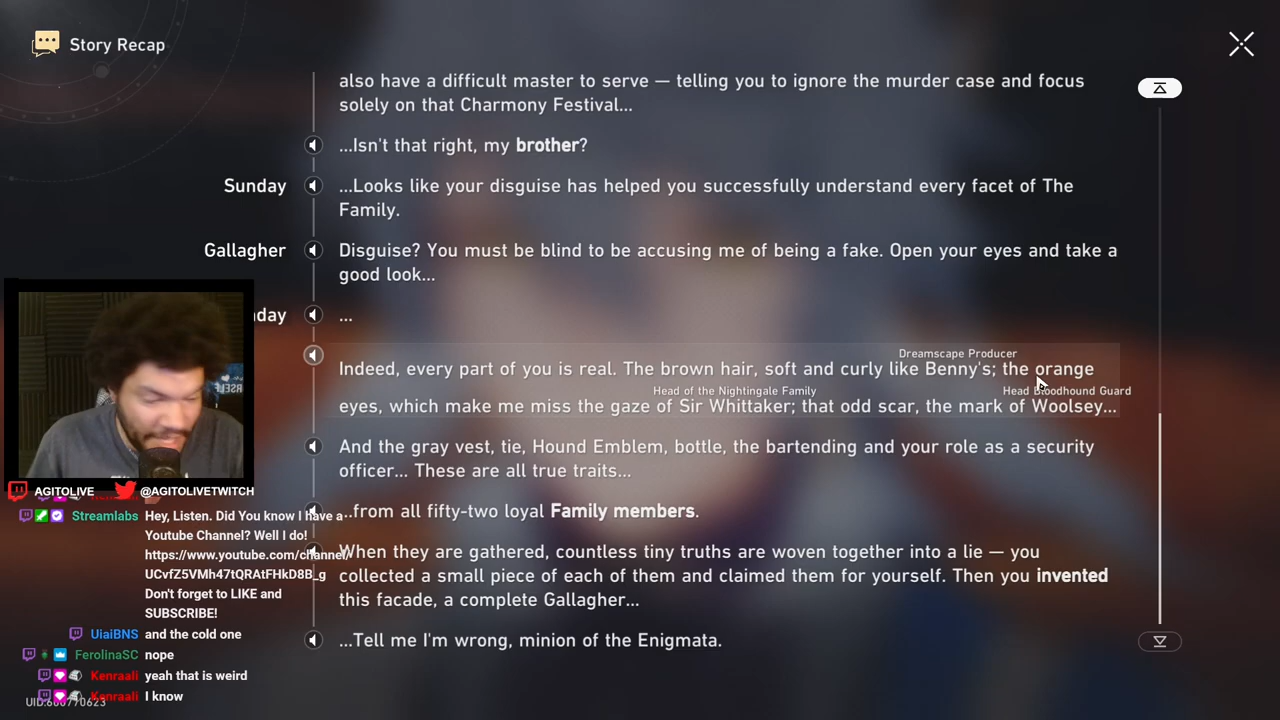 Story Recap
also have a difficult master to serve — telling you to ignore the murder case and focus
solely on that Charmony Festival...
...Isn't that right, my brother?
Sunday
...Looks like your disguise has helped you successfully understand every facet of The
Family.
Gallagher
Disguise? You must be blind to be accusing me of being a fake. Open your eyes and take a
good look...
day
...
Dreamscape Producer
Indeed, every part of you is real. The brown hair, soft and curly like Benny's; the orange
Head of the Nightingale Family
Head Bloodhound Guard
eyes, which make me miss the gaze of Sir Whittaker; that odd scar, the mark of Woolsey...
And the gray vest, tie, Hound Emblem, bottle, the bartending and your role as a security
officer... These are all true traits...
...from all fifty-two loyal Family members.
When they are gathered, countless tiny truths are woven together into a lie — you
collected a small piece of each of them and claimed them for yourself. Then you invented
this facade, a complete Gallagher...
...Tell me I'm wrong, minion of the Enigmata.
AGITOLIVE
@AGITOLIVETWITCH
Streamlabs
Hey, Listen. Did You know I have a
Youtube Channel? Well I do!
https://www.youtube.com/channel/
UCvfZ5VMh47tQRAtFHkD8B_g
Don't forget to LIKE and
SUBSCRIBE!
UiaiBNS
and the cold one
FerolinaSC
nope
Kenraali
yeah that is weird
Kenraali
I know